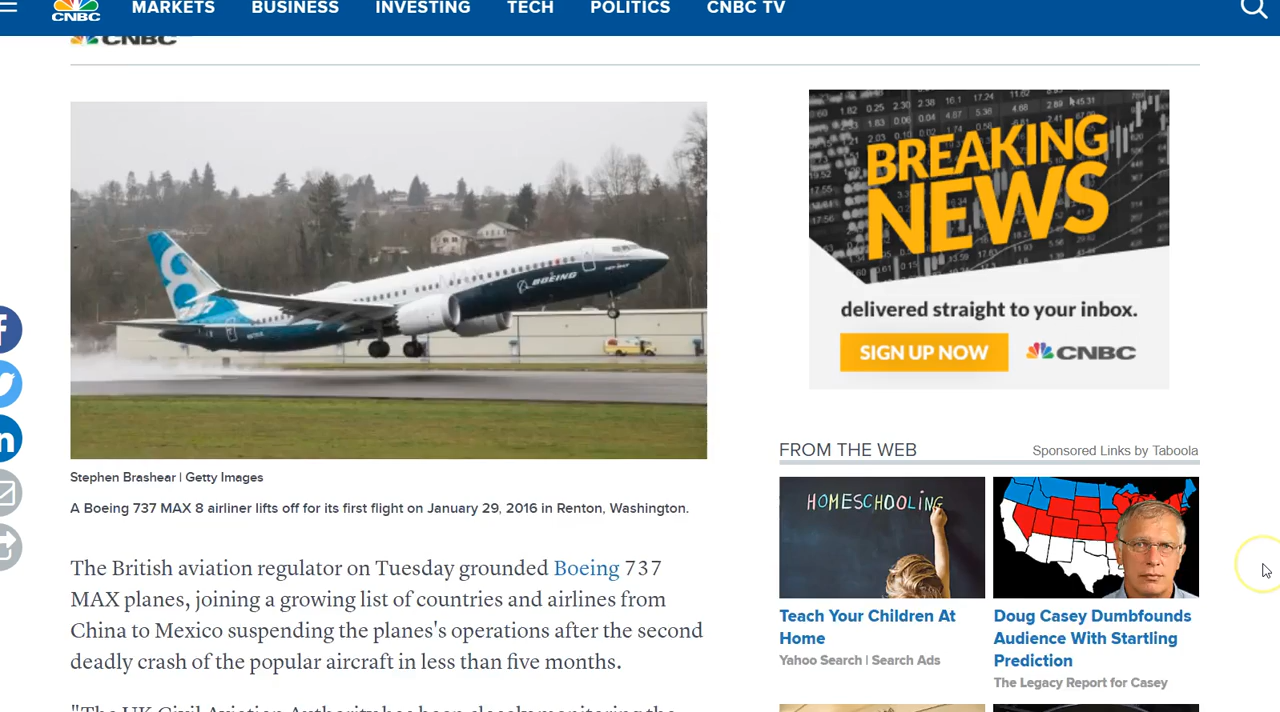 MARKETS BUSINESS INVESTING TECH POLITICS CNBC TV
CNBC
CNBC
BOEING
Stephen Brashear | Getty Images
A Boeing 737 MAX 8 airliner lifts off for its first flight on January 29, 2016 in Renton, Washington.
The British aviation regulator on Tuesday grounded Boeing 737
MAX planes, joining a growing list of countries and airlines from
China to Mexico suspending the planes's operations after the second
deadly crash of the popular aircraft in less than five months.
BREAKING
NEWS
delivered straight to your inbox.
SIGN UP NOW CNBC
FROM THE WEB Sponsored Links by Taboola
HOMESCHOOLING
Teach Your Children At
Home
Yahoo Search | Search Ads
Doug Casey Dumbfounds
Audience With Startling
Prediction
The Legacy Report for Casey